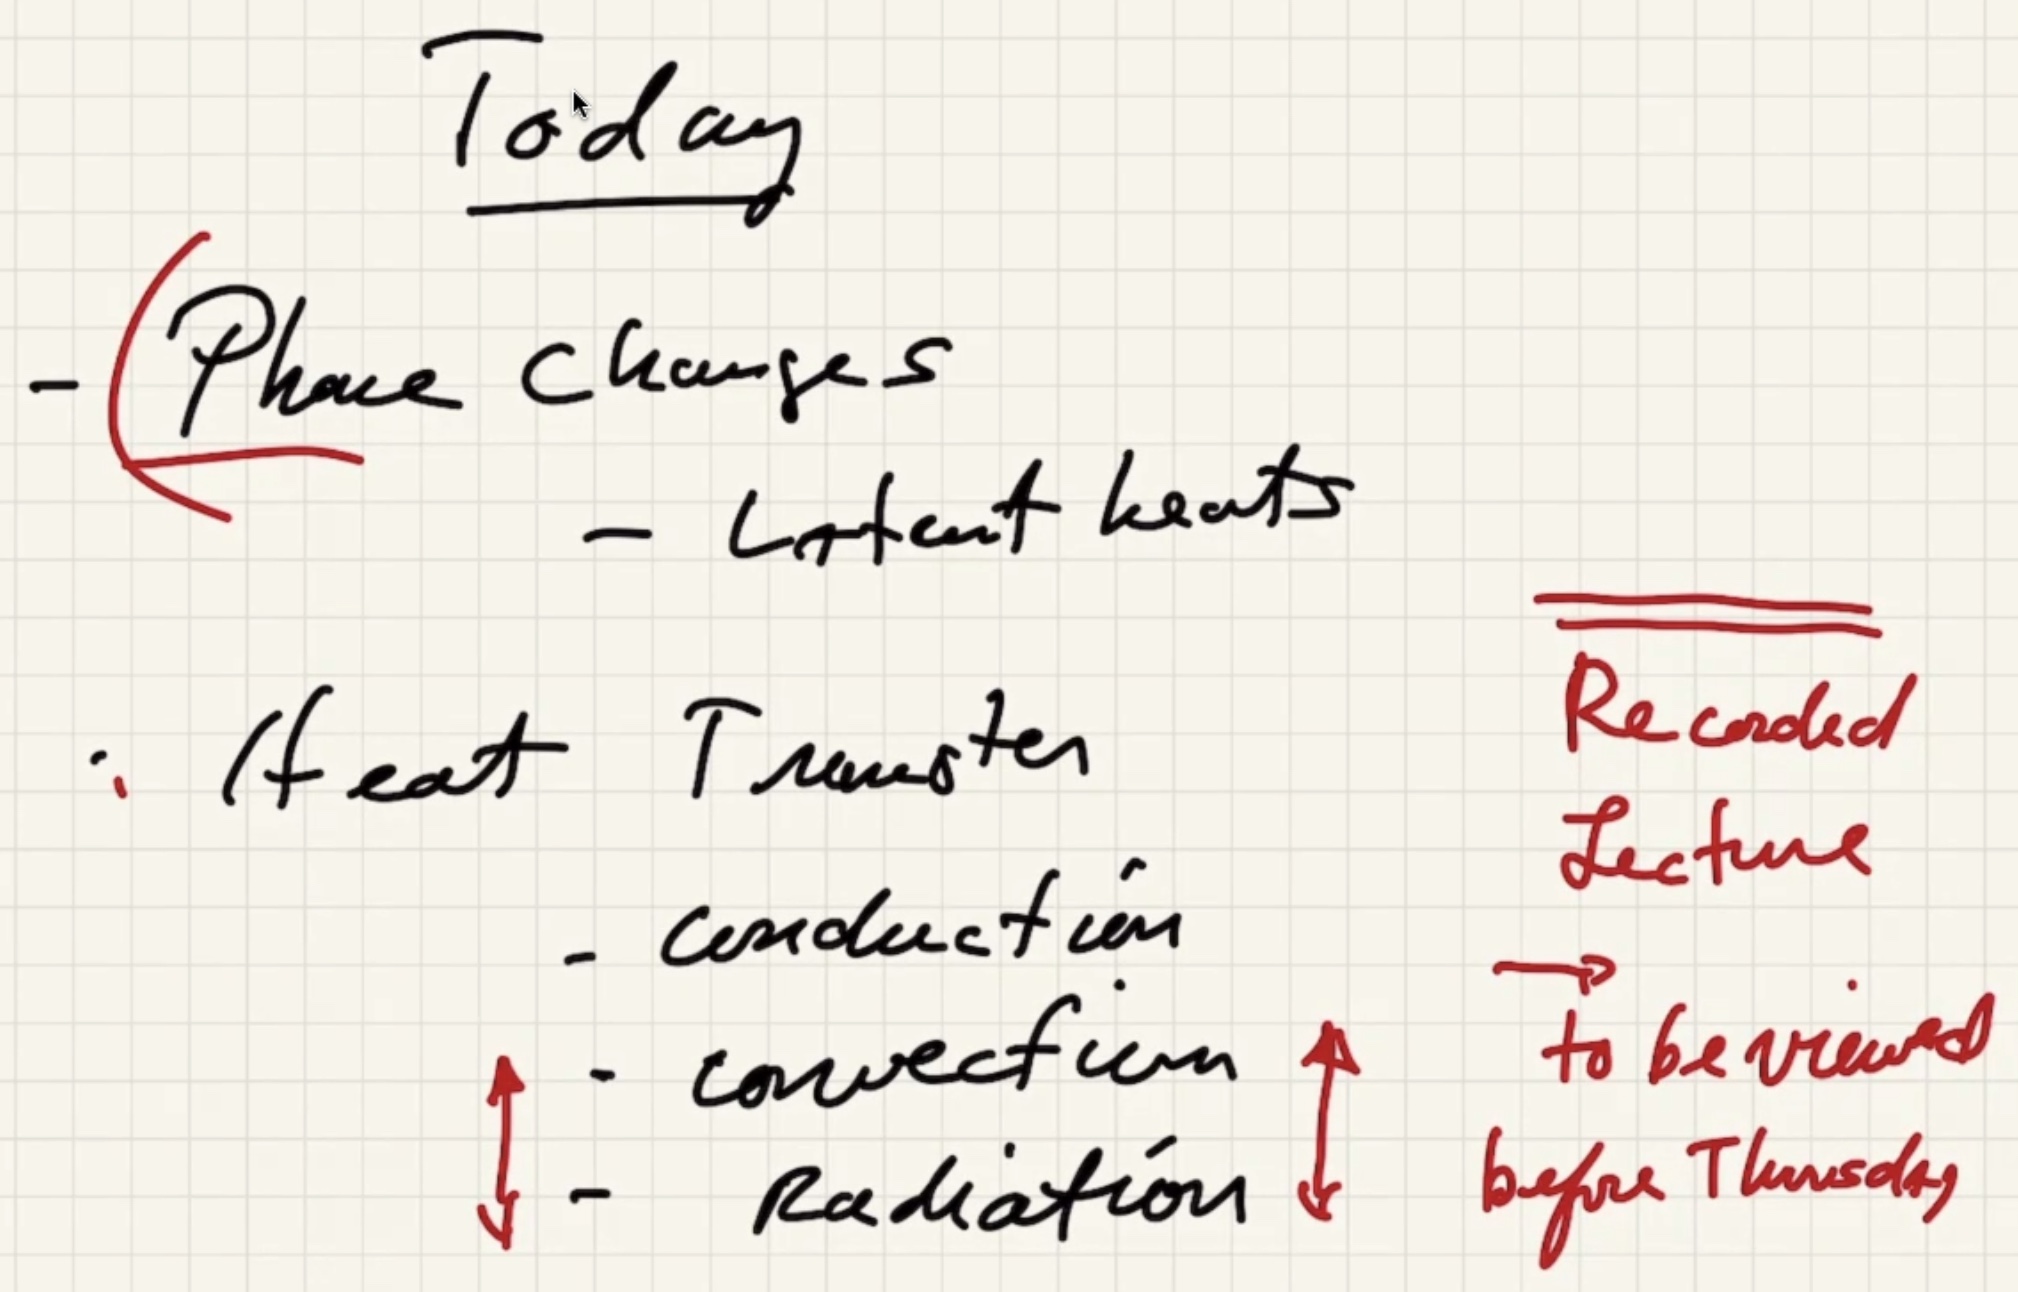 Today
- Phase Changes
- Latent heats
Heat Transfer
- conduction
- convection
- Radiation
Recorded
Lecture
→
to be viewed
before Thursday